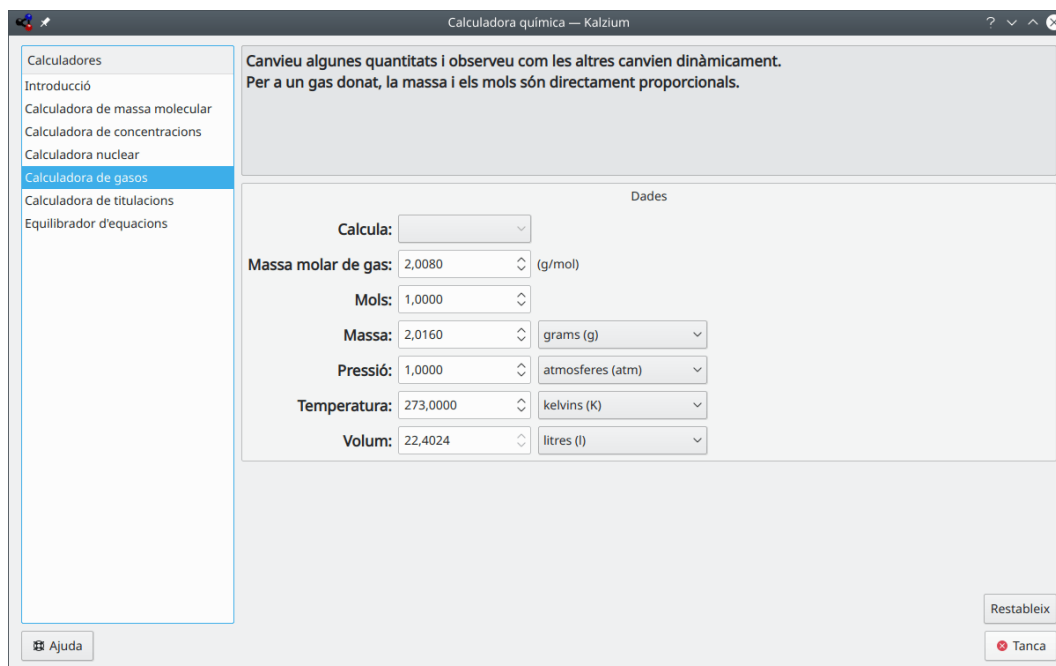 Calculadora química — Kalzium
Calculadores
Introducció
Calculadora de massa molecular
Calculadora de concentracions
Calculadora nuclear
Calculadora de gasos
Calculadora de titulacions
Equilibrador d'equacions
Canvieu algunes quantitats i observeu com les altres canvien dinàmicament.
Per a un gas donat, la massa i els mols són directament proporcionals.
Dades
Calcula:
Massa molar de gas: 2,0080 (g/mol)
Mols: 1,0000
Massa: 2,0160 grams (g)
Pressió: 1,0000 atmosferes (atm)
Temperatura: 273,0000 kelvins (K)
Volum: 22,4024 litres (l)
Restableix
Ajuda
Tanca